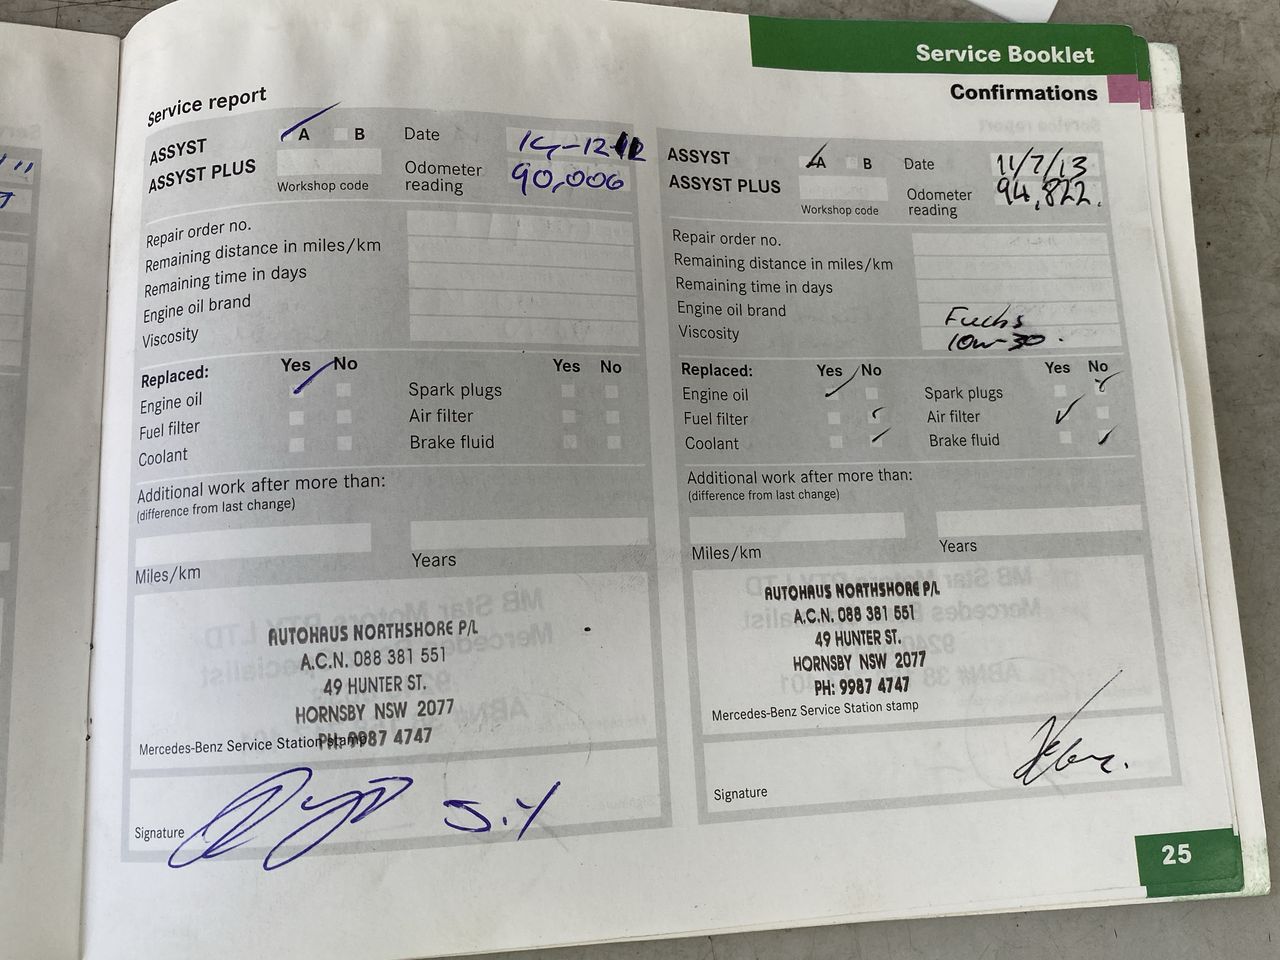 Service Booklet
Confirmations
Service report
ASSYST A B Date
ASSYST PLUS Workshop code Odometer reading 90,006
Repair order no.
Remaining distance in miles/km
Remaining time in days
Engine oil brand
Viscosity
Replaced: Yes No Yes No
Engine oil Spark plugs
Fuel filter Air filter
Coolant Brake fluid
Additional work after more than:
(difference from last change)
Miles/km Years
AUTOHAUS NORTHSHORE P/L
A.C.N. 088 381 551
49 HUNTER ST.
HORNSBY NSW 2077
PH: 9987 4747
Mercedes-Benz Service Station stamp
Signature S.Y
ASSYST A B Date 11/7/13
ASSYST PLUS Workshop code Odometer reading 94,822.
Repair order no.
Remaining distance in miles/km
Remaining time in days
Engine oil brand Fuchs
Viscosity 10w-30.
Replaced: Yes No Yes No
Engine oil Spark plugs
Fuel filter Air filter
Coolant Brake fluid
Additional work after more than:
(difference from last change)
Miles/km Years
AUTOHAUS NORTHSHORE P/L
A.C.N. 088 381 551
49 HUNTER ST.
HORNSBY NSW 2077
PH: 9987 4747
Mercedes-Benz Service Station stamp
Signature
25